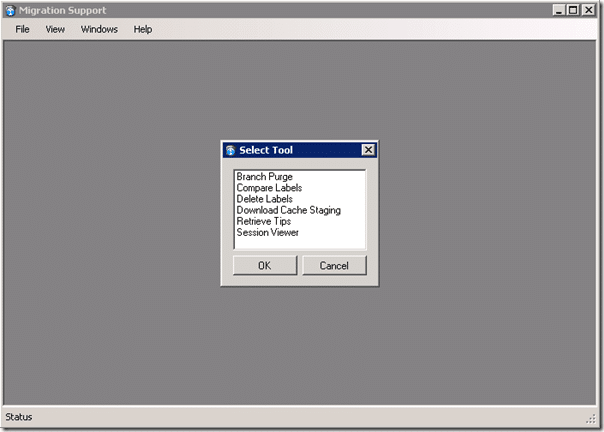 Migration Support
File View Windows Help
Select Tool
Branch Purge
Compare Labels
Delete Labels
Download Cache Staging
Retrieve Tips
Session Viewer
OK Cancel
Status